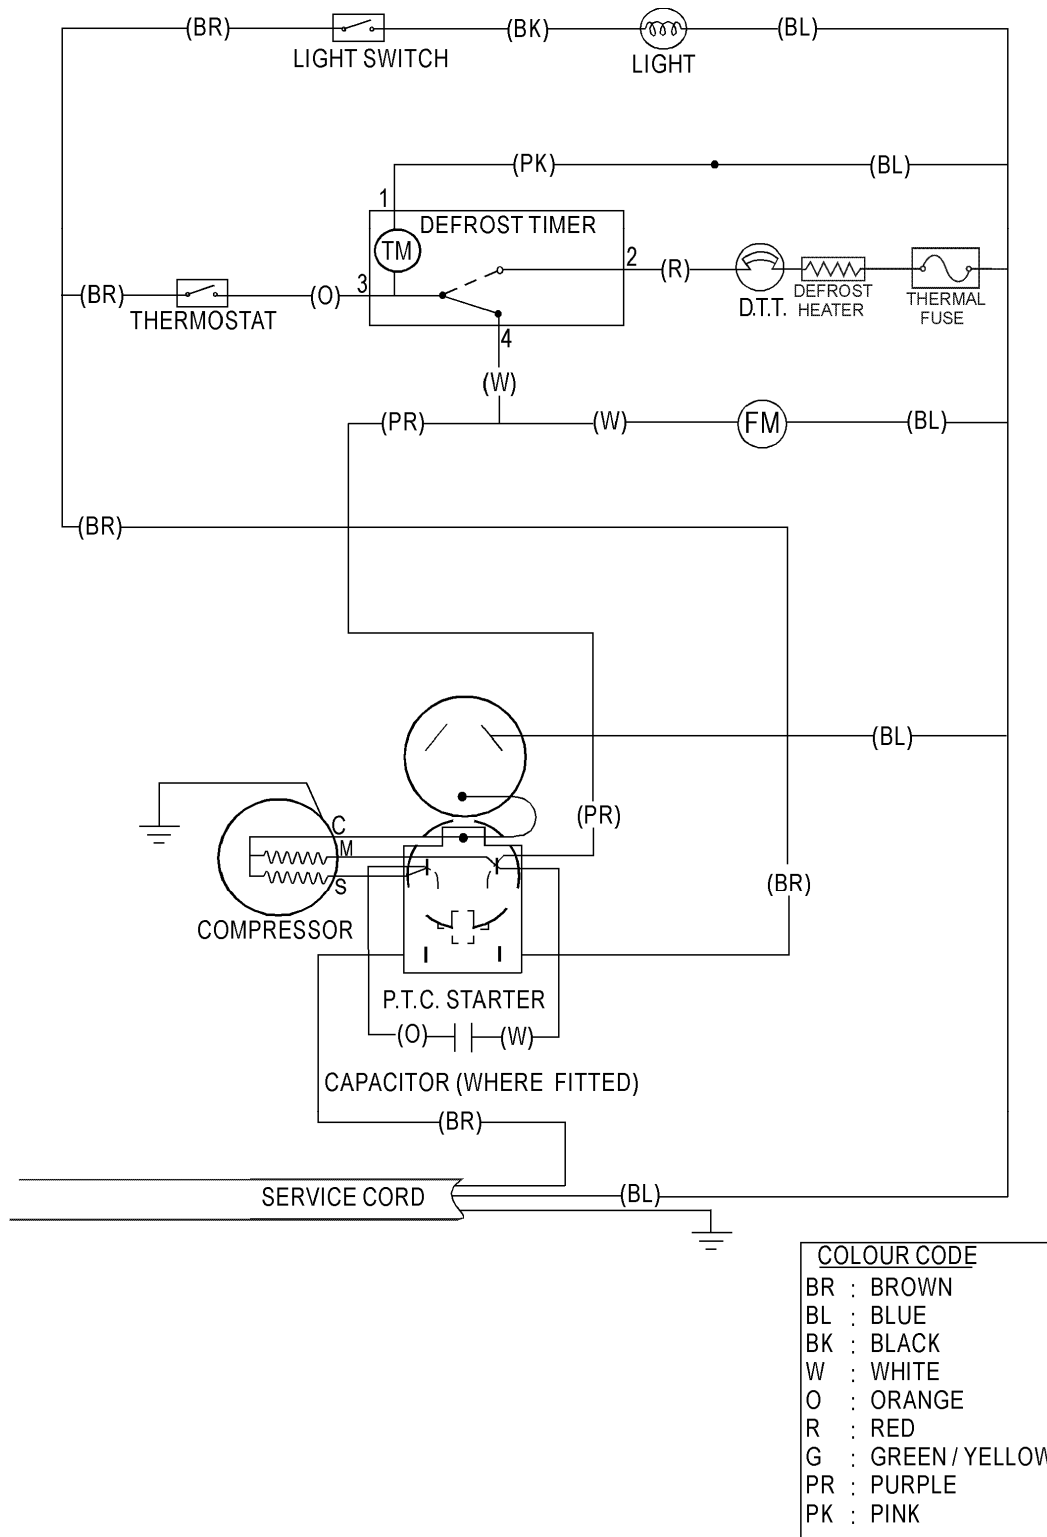 (BR) (BK) (BL)
LIGHT SWITCH
LIGHT
(PK) (BL)
1
DEFROST TIMER
TM
2
(R)
3
(BR) (O)
THERMOSTAT
D.T.T.
DEFROST
HEATER
THERMAL
FUSE
4
(W)
(PR) (W) FM (BL)
(BR)
(BL)
(PR)
C
M
S
(BR)
COMPRESSOR
P.T.C. STARTER
(O) (W)
CAPACITOR (WHERE FITTED)
(BR)
SERVICE CORD (BL)
COLOUR CODE
BR : BROWN
BL : BLUE
BK : BLACK
W : WHITE
O : ORANGE
R : RED
G : GREEN / YELLOW
PR : PURPLE
PK : PINK